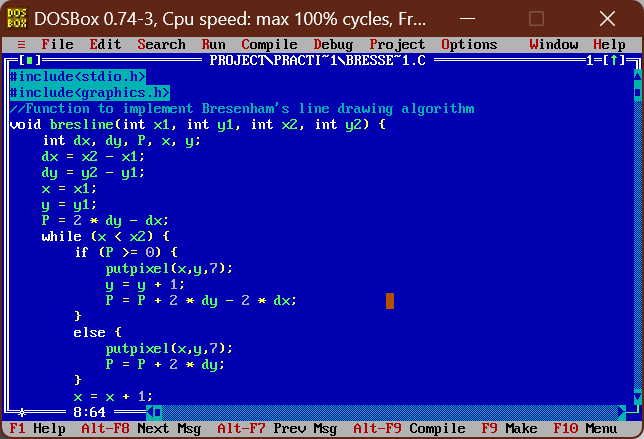 DOS BOX DOSBox 0.74-3, Cpu speed: max 100% cycles, Fr...
≡ File Edit Search Run Compile Debug Project Options Window Help
[■] PROJECT\PRACTI~1\BRESSE~1.C 1=[↑]
#include<stdio.h>
#include<graphics.h>
//Function to implement Bresenham's line drawing algorithm
void bresline(int x1, int y1, int x2, int y2) {
    int dx, dy, P, x, y;
    dx = x2 - x1;
    dy = y2 - y1;
    x = x1;
    y = y1;
    P = 2 * dy - dx;
    while (x < x2) {
        if (P >= 0) {
            putpixel(x,y,7);
            y = y + 1;
            P = P + 2 * dy - 2 * dx;
        }
        else {
            putpixel(x,y,7);
            P = P + 2 * dy;
        }
        x = x + 1;
* 8:64
F1 Help Alt-F8 Next Msg Alt-F7 Prev Msg Alt-F9 Compile F9 Make F10 Menu